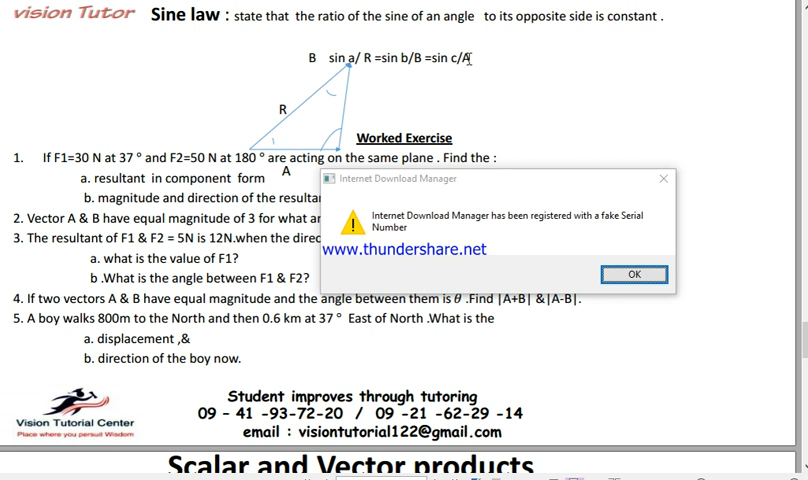 vision Tutor Sine law : state that the ratio of the sine of an angle to its opposite side is constant .
B sin a/ R =sin b/B =sin c/A
R
Worked Exercise
1. If F1=30 N at 37 ° and F2=50 N at 180 ° are acting on the same plane . Find the :
A
a. resultant in component form
b. magnitude and direction of the resulta
2. Vector A & B have equal magnitude of 3 for what
3. The resultant of F1 & F2 = 5N is 12N.when the
a. what is the value of F1?
b .What is the angle between F1 & F2?
4. If two vectors A & B have equal magnitude and the angle between them is θ .Find |A+B| &|A-B|.
5. A boy walks 800m to the North and then 0.6 km at 37 ° East of North .What is the
a. displacement ,&
b. direction of the boy now.
Internet Download Manager
Internet Download Manager has been registered with a fake Serial
Number
www.thundershare.net
OK
Vision Tutorial Center
Place where you persuit Wisdom
Student improves through tutoring
09 - 41 -93-72-20 / 09 -21 -62-29 -14
email : visiontutorial122@gmail.com
Scalar and Vector products